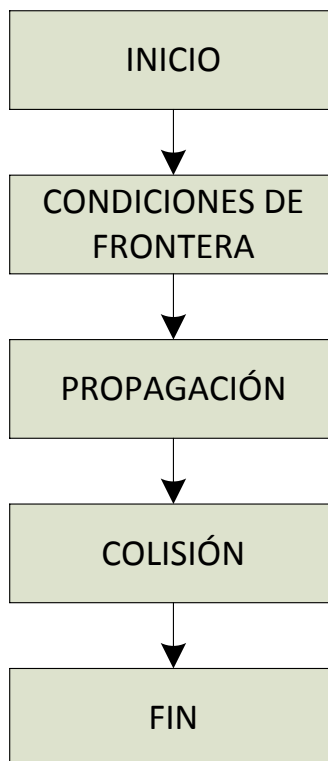 INICIO
CONDICIONES DE
FRONTERA
PROPAGACIÓN
COLISIÓN
FIN